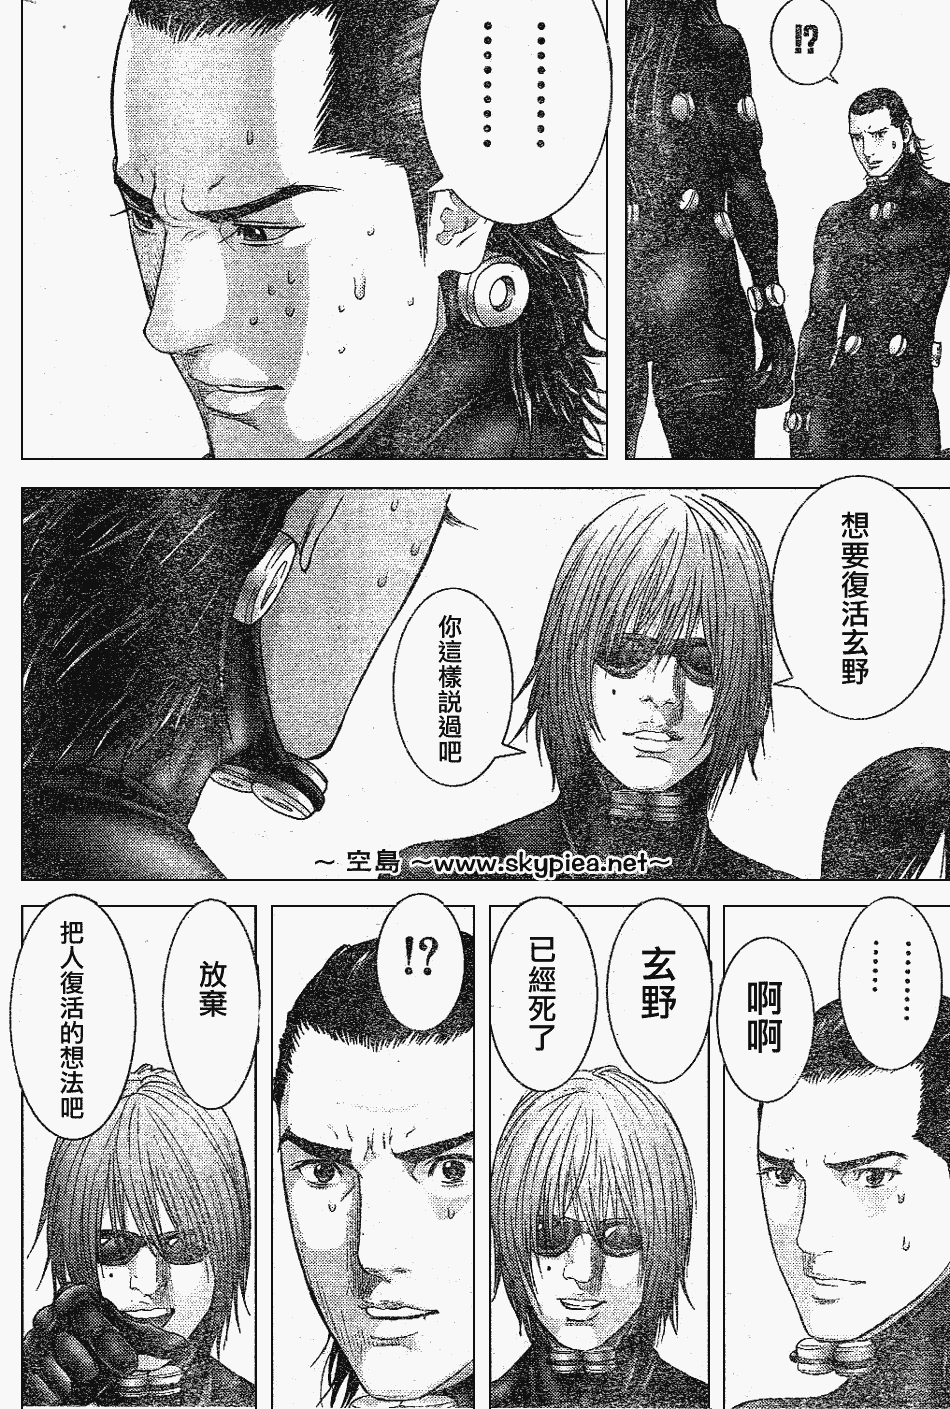 !?
………
………
想要復活玄野
你這樣說過吧
～ 空島 ～www.skypiea.net～
………
……
啊啊
玄野
已經死了
!?
放棄
把人復活的想法吧